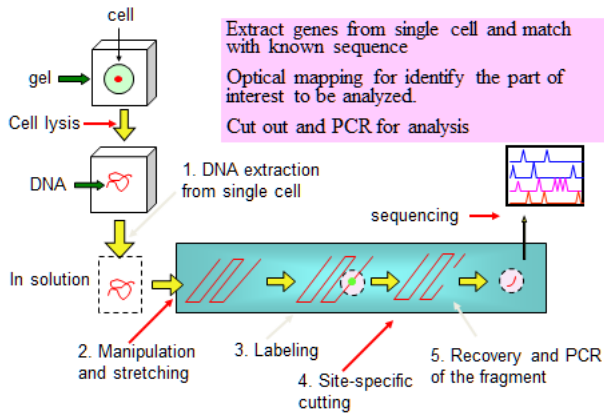 cell
Extract genes from single cell and match
with known sequence
Optical mapping for identify the part of
interest to be analyzed.
Cut out and PCR for analysis
gel
Cell lysis
DNA
1. DNA extraction
from single cell
sequencing
In solution
2. Manipulation
and stretching
3. Labeling
4. Site-specific
cutting
5. Recovery and PCR
of the fragment